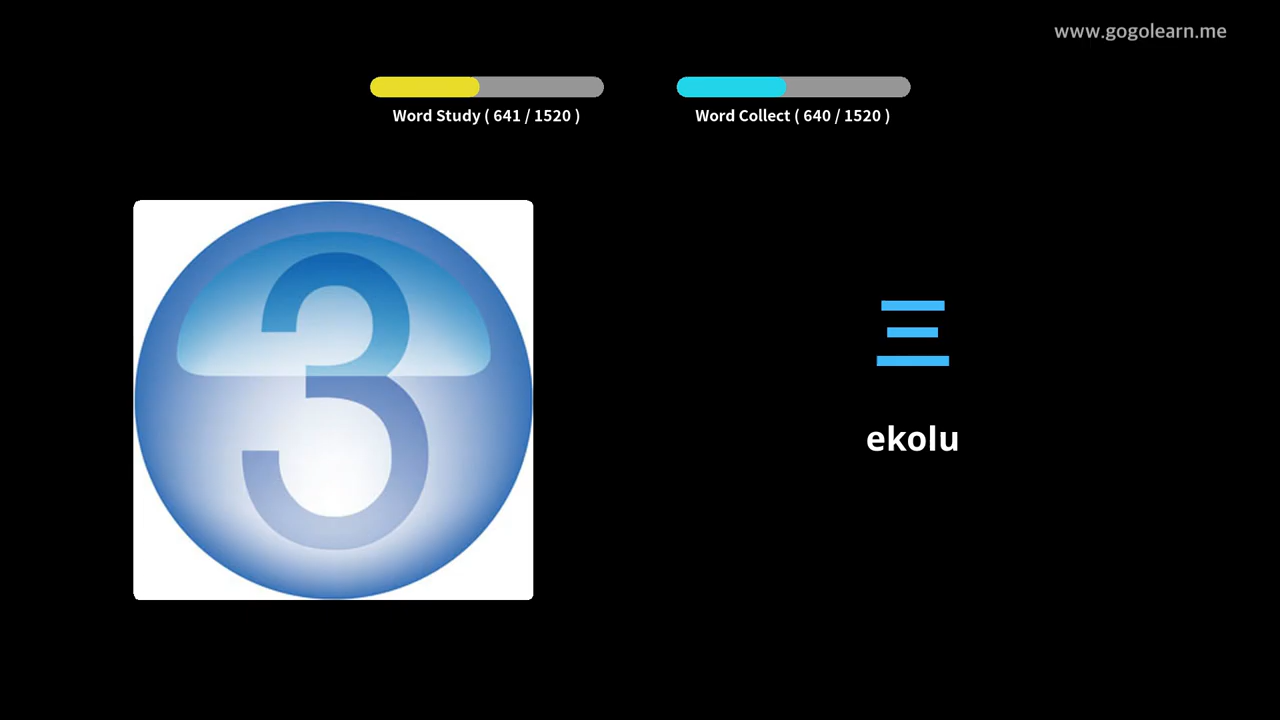 www.gogolearn.me
Word Study ( 641 / 1520 )
Word Collect ( 640 / 1520 )
3
三
ekolu